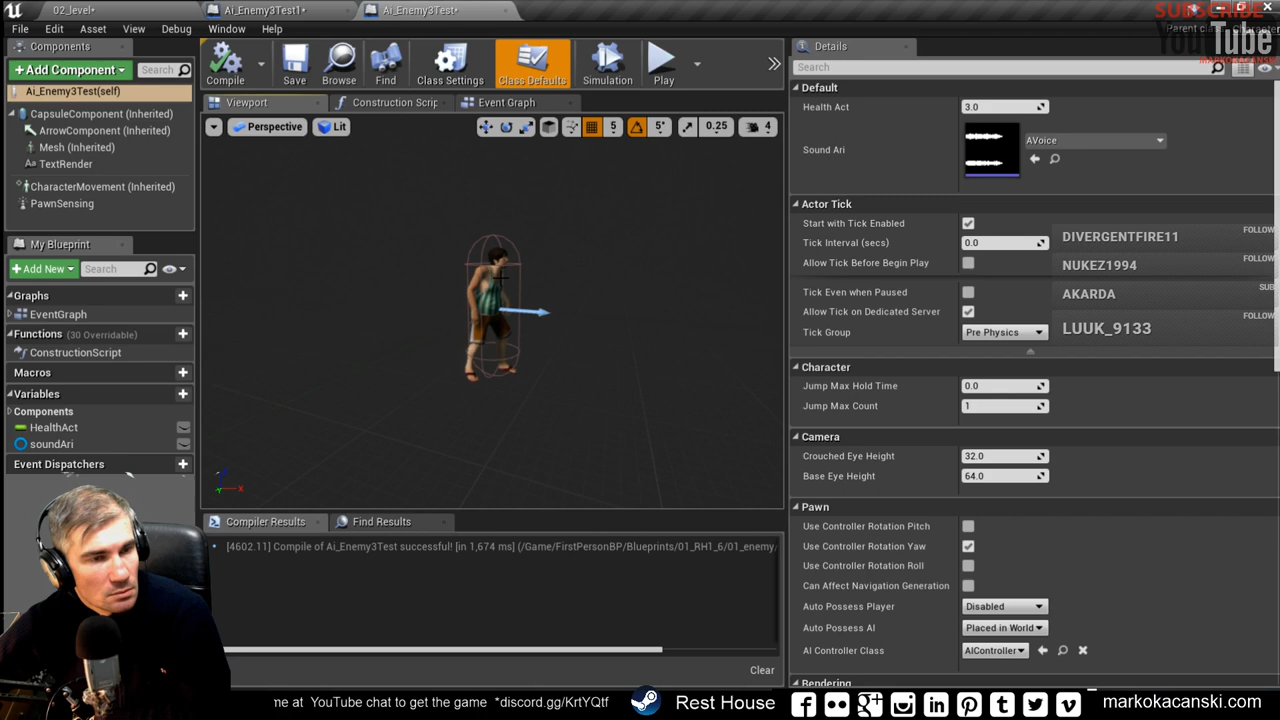 02_level*
Ai_Enemy3Test1*
Ai_Enemy3Test*
SUBSCRIBE
File Edit Asset View Debug Window Help
Parent class: Character
YouTube
MARKOKACANSKI
Components
Details
+ Add Component
Search
Compile
Save
Browse
Find
Class Settings
Class Defaults
Simulation
Play
Search
Ai_Enemy3Test(self)
Default
Viewport
Construction Scrip
Event Graph
CapsuleComponent (Inherited)
Health Act
3.0
ArrowComponent (Inherited)
Perspective
Lit
5
5°
0.25
4
Mesh (Inherited)
Sound Ari
AVoice
TextRender
CharacterMovement (Inherited)
PawnSensing
Actor Tick
Start with Tick Enabled
My Blueprint
Tick Interval (secs)
0.0
DIVERGENTFIRE11
FOLLOW
+ Add New
Search
Allow Tick Before Begin Play
NUKEZ1994
FOLLOW
Graphs
Tick Even when Paused
AKARDA
SUB
EventGraph
Allow Tick on Dedicated Server
LUUK_9133
FOLLOW
Functions (30 Overridable)
Tick Group
Pre Physics
ConstructionScript
Macros
Character
Variables
Jump Max Hold Time
0.0
Components
Jump Max Count
1
HealthAct
Camera
soundAri
Crouched Eye Height
32.0
Event Dispatchers
Base Eye Height
64.0
X
Pawn
Compiler Results
Find Results
Use Controller Rotation Pitch
[4602.11] Compile of Ai_Enemy3Test successful! [in 1,674 ms] (/Game/FirstPersonBP/Blueprints/01_RH1_6/01_enemy/
Use Controller Rotation Yaw
Use Controller Rotation Roll
Can Affect Navigation Generation
Auto Possess Player
Disabled
Auto Possess AI
Placed in World
AI Controller Class
AIController
Clear
Rendering
me at YouTube chat to get the game *discord.gg/KrtYQtf
Rest House
markokacanski.com